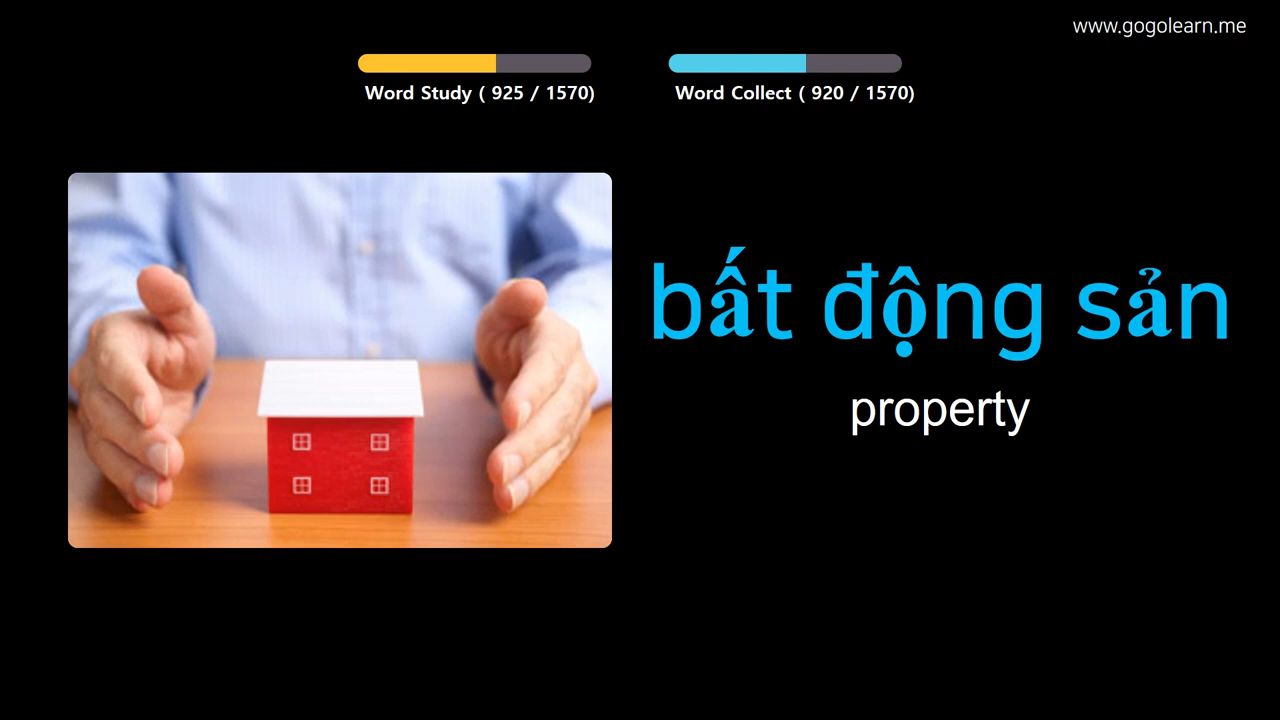 www.gogolearn.me
Word Study ( 925 / 1570)
Word Collect ( 920 / 1570)
bất động sản
property